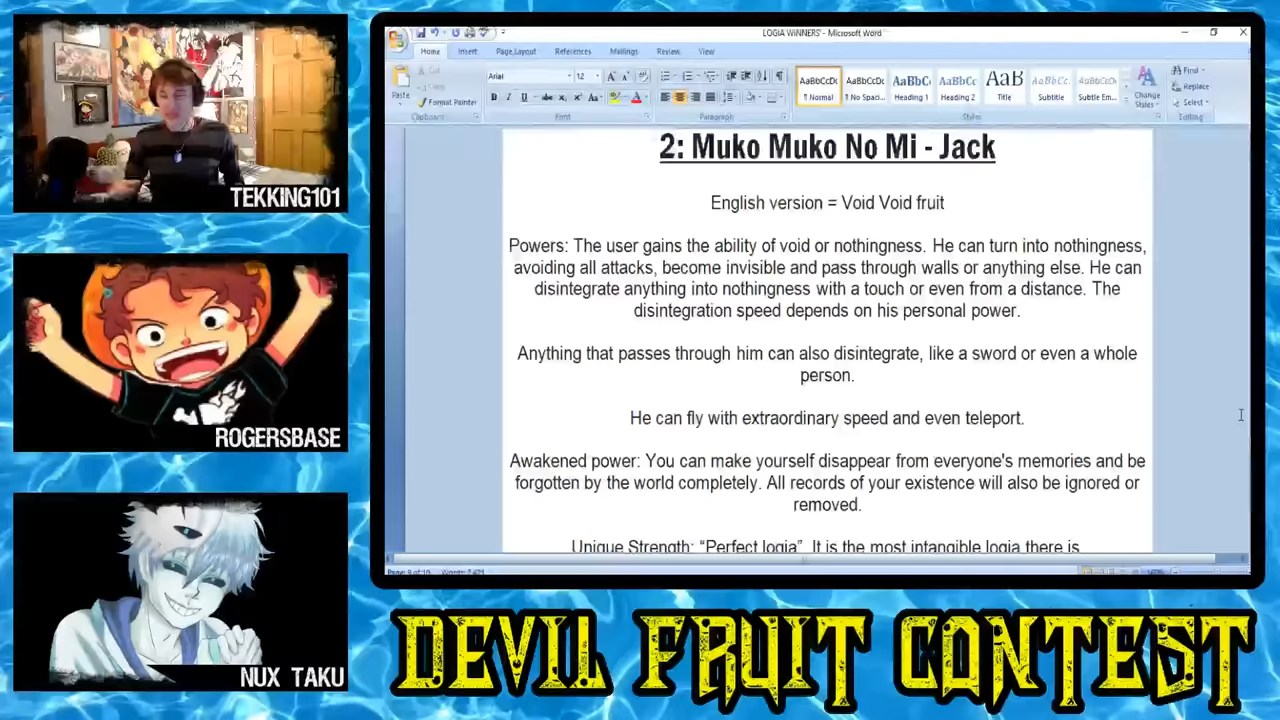 TEKKING101
ROGERSBASE
NUX TAKU
LOGIA WINNERS' - Microsoft Word
Home Insert Page Layout References Mailings Review View
Paste
Cut
Copy
Format Painter
Clipboard
Arial 12
Font
Paragraph
AaBbCcDc AaBbCcDc AaBbC AaBbCc AaB AaBbCc. AaBbCcDc
¶ Normal ¶ No Spaci... Heading 1 Heading 2 Title Subtitle Subtle Em...
Change
Styles
Styles
Find
Replace
Select
Editing
2: Muko Muko No Mi - Jack
English version = Void Void fruit
Powers: The user gains the ability of void or nothingness. He can turn into nothingness,
avoiding all attacks, become invisible and pass through walls or anything else. He can
disintegrate anything into nothingness with a touch or even from a distance. The
disintegration speed depends on his personal power.
Anything that passes through him can also disintegrate, like a sword or even a whole
person.
He can fly with extraordinary speed and even teleport.
Awakened power: You can make yourself disappear from everyone's memories and be
forgotten by the world completely. All records of your existence will also be ignored or
removed.
Unique Strength: “Perfect logia”. It is the most intangible logia there is
DEVIL FRUIT CONTEST